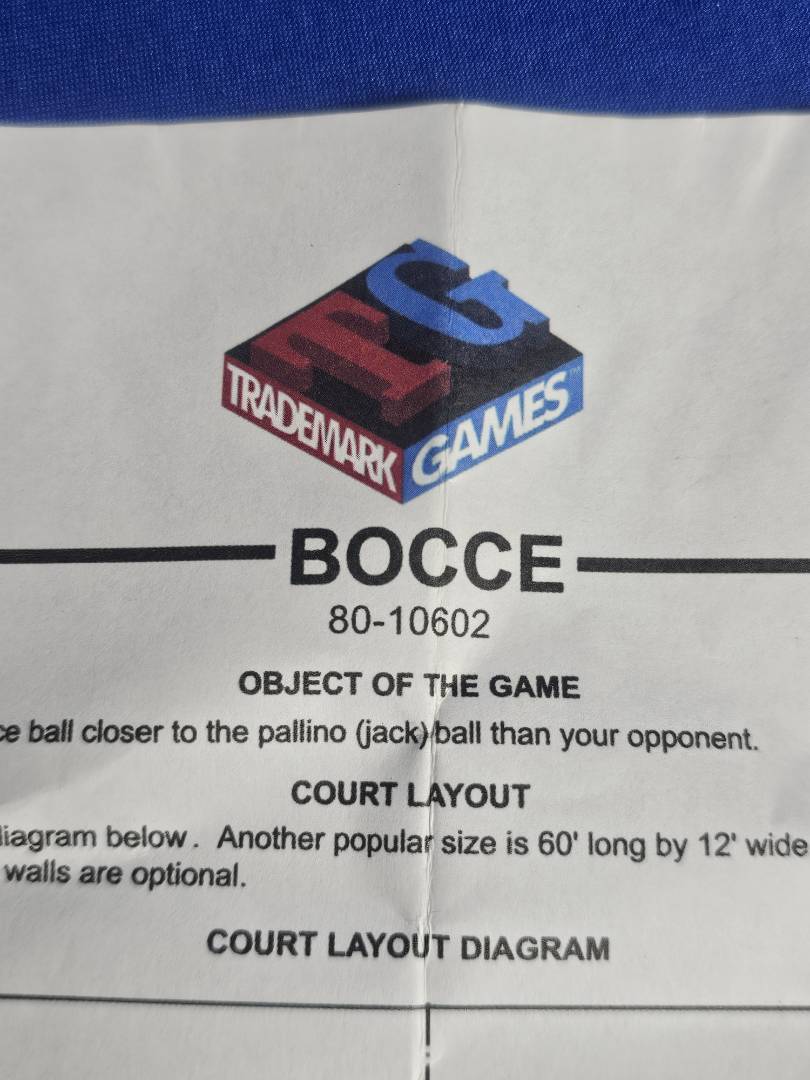 TG
TRADEMARK GAMES™
BOCCE
80-10602
OBJECT OF THE GAME
ce ball closer to the pallino (jack) ball than your opponent.
COURT LAYOUT
diagram below. Another popular size is 60' long by 12' wide
walls are optional.
COURT LAYOUT DIAGRAM